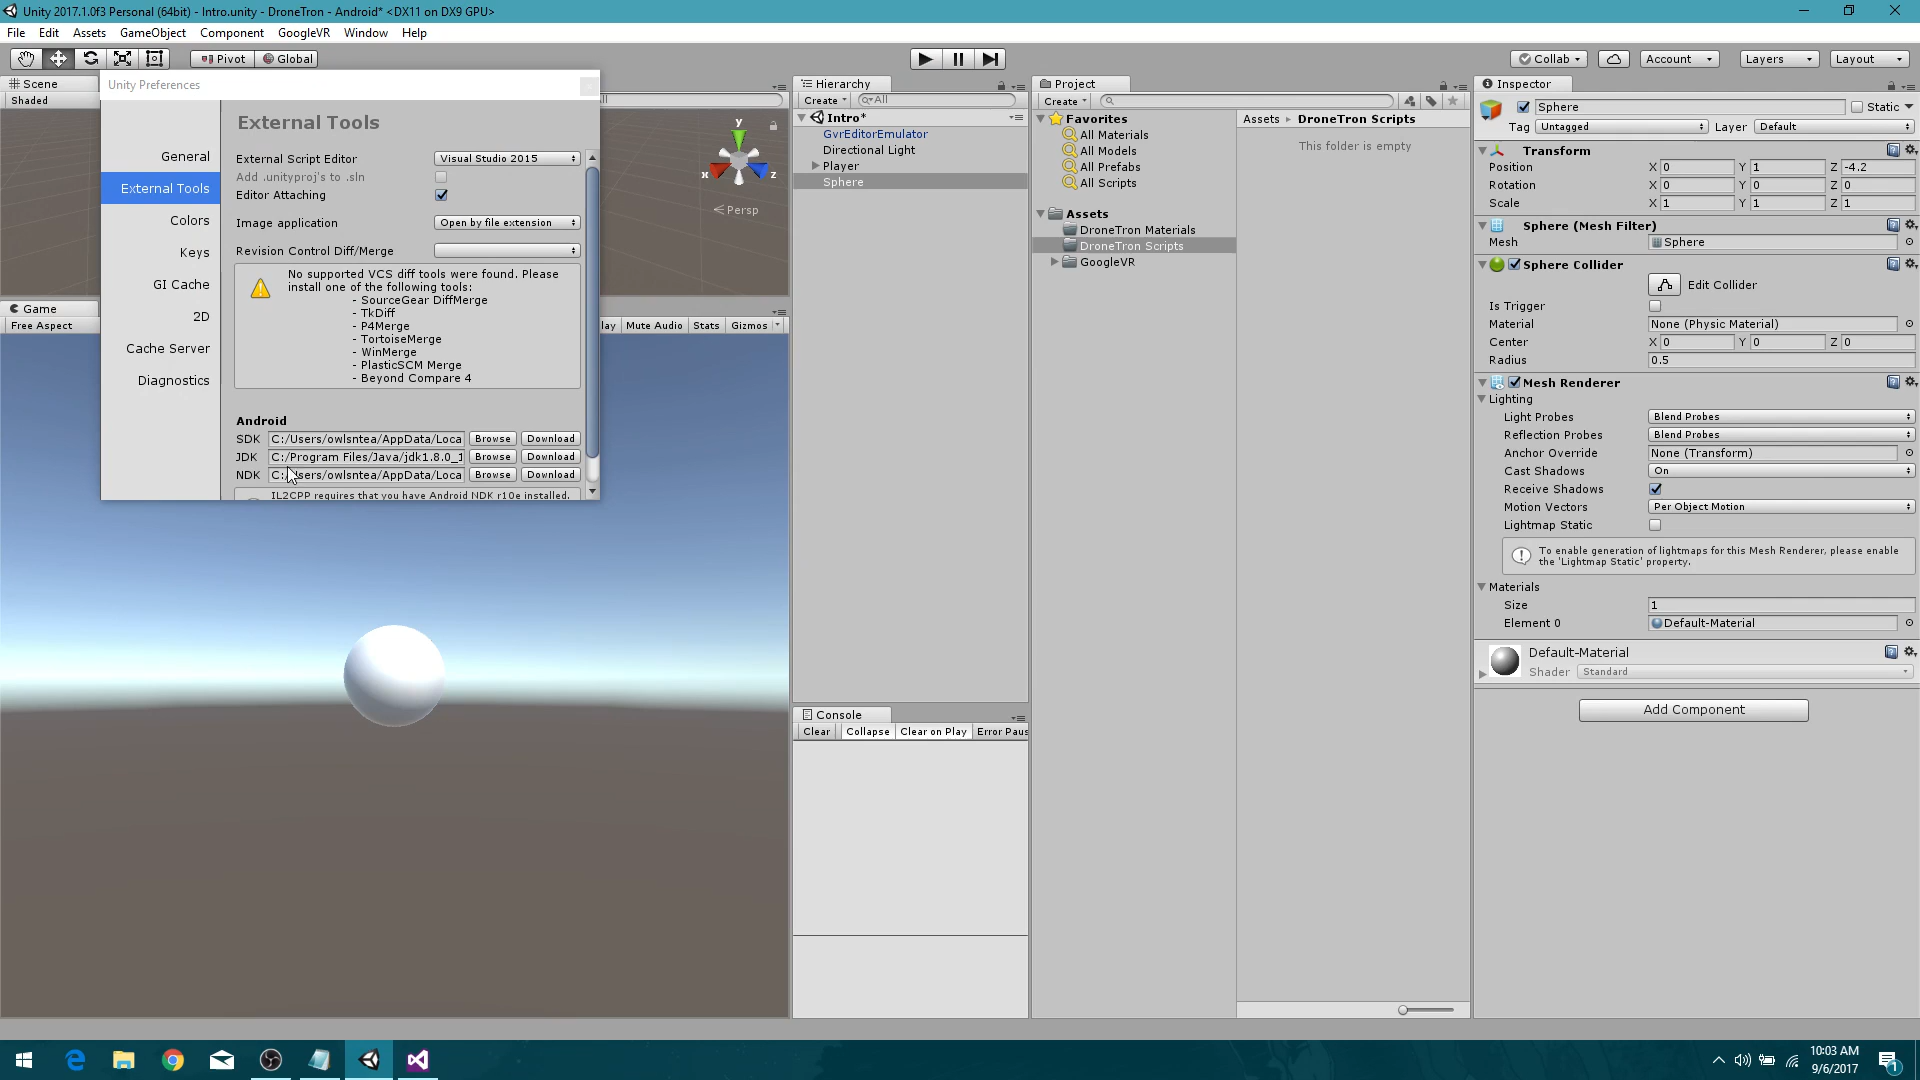 Unity 2017.1.0f3 Personal (64bit) - Intro.unity - DroneTron - Android* <DX11 on DX9 GPU>
File Edit Assets GameObject Component GoogleVR Window Help
Pivot Global Collab Account Layers Layout
Scene
Shaded
Unity Preferences
General
External Tools
Colors
Keys
GI Cache
2D
Cache Server
Diagnostics
External Tools
External Script Editor Visual Studio 2015
Add .unityproj's to .sln
Editor Attaching
Image application Open by file extension
Revision Control Diff/Merge
No supported VCS diff tools were found. Please
install one of the following tools:
- SourceGear DiffMerge
- TkDiff
- P4Merge
- TortoiseMerge
- WinMerge
- PlasticSCM Merge
- Beyond Compare 4
Android
SDK C:/Users/owlsntea/AppData/Loca Browse Download
JDK C:/Program Files/Java/jdk1.8.0_1 Browse Download
NDK C:/Users/owlsntea/AppData/Loca Browse Download
IL2CPP requires that you have Android NDK r10e installed.
y
x z
Persp
Game
Free Aspect
lay Mute Audio Stats Gizmos
Hierarchy
Create All
Intro*
GvrEditorEmulator
Directional Light
Player
Sphere
Console
Clear Collapse Clear on Play Error Paus
Project
Create
Favorites
All Materials
All Models
All Prefabs
All Scripts
Assets
DroneTron Materials
DroneTron Scripts
GoogleVR
Assets DroneTron Scripts
This folder is empty
Inspector
Sphere Static
Tag Untagged Layer Default
Transform
Position X 0 Y 1 Z -4.2
Rotation X 0 Y 0 Z 0
Scale X 1 Y 1 Z 1
Sphere (Mesh Filter)
Mesh Sphere
Sphere Collider
Edit Collider
Is Trigger
Material None (Physic Material)
Center X 0 Y 0 Z 0
Radius 0.5
Mesh Renderer
Lighting
Light Probes Blend Probes
Reflection Probes Blend Probes
Anchor Override None (Transform)
Cast Shadows On
Receive Shadows
Motion Vectors Per Object Motion
Lightmap Static
To enable generation of lightmaps for this Mesh Renderer, please enable
the 'Lightmap Static' property.
Materials
Size 1
Element 0 Default-Material
Default-Material
Shader Standard
Add Component
10:03 AM
9/6/2017
1